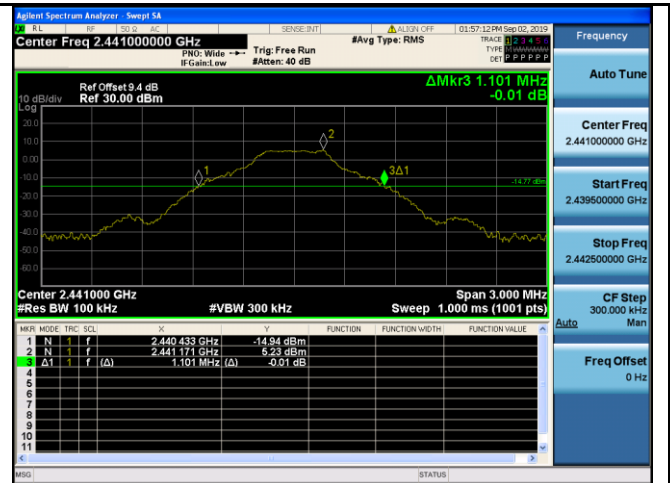 Agilent Spectrum Analyzer - Swept SA
RL RF 50 Ω AC SENSE:INT ALIGN OFF 01:57:12 PM Sep 02, 2019
Center Freq 2.441000000 GHz
PNO: Wide Trig: Free Run #Avg Type: RMS TRACE 1 2 3 4 5 6
IFGain:Low #Atten: 40 dB TYPE
DET P P P P P P
Frequency
Auto Tune
Ref Offset 9.4 dB ΔMkr3 1.101 MHz
10 dB/div Ref 30.00 dBm -0.01 dB
Log
20.0
10.0
0.00
-10.0
-20.0
-30.0
-40.0
-50.0
-60.0
1
2
3Δ1
-14.77 dBm
Center 2.441000 GHz Span 3.000 MHz
#Res BW 100 kHz #VBW 300 kHz Sweep 1.000 ms (1001 pts)
Center Freq
2.441000000 GHz
Start Freq
2.439500000 GHz
Stop Freq
2.442500000 GHz
CF Step
300.000 kHz
Auto Man
Freq Offset
0 Hz
MKR MODE TRC SCL X Y FUNCTION FUNCTION WIDTH FUNCTION VALUE
1 N 1 f 2.440 433 GHz -14.94 dBm
2 N 1 f 2.441 171 GHz 5.23 dBm
3 Δ1 1 f (Δ) 1.101 MHz (Δ) -0.01 dB
4
5
6
7
8
9
10
11
MSG STATUS